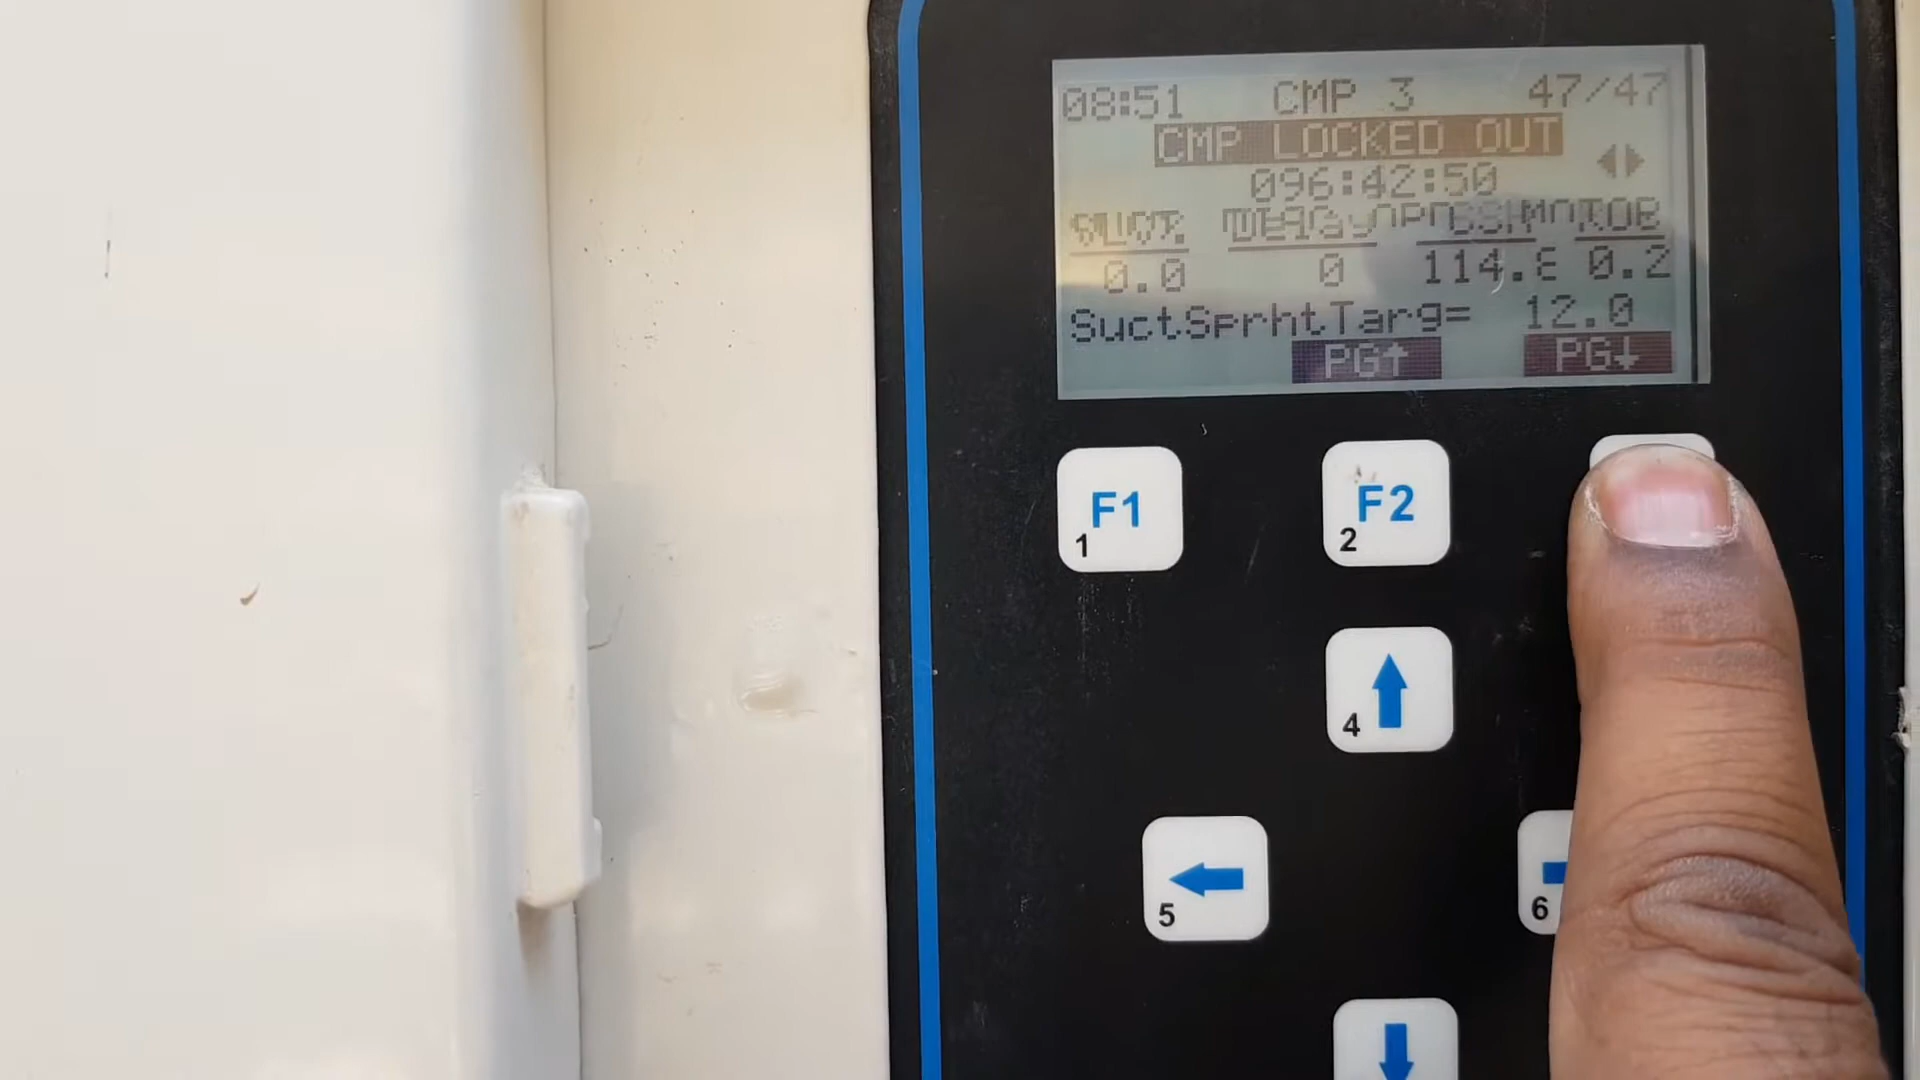 08:51 CMP 3 47/47
CMP LOCKED OUT
096:42:50
0.0 0 114. 0.2
SuctSprhtTarg= 12.0
PG↑ PG↓
F1 F2
1 2
4
5 6